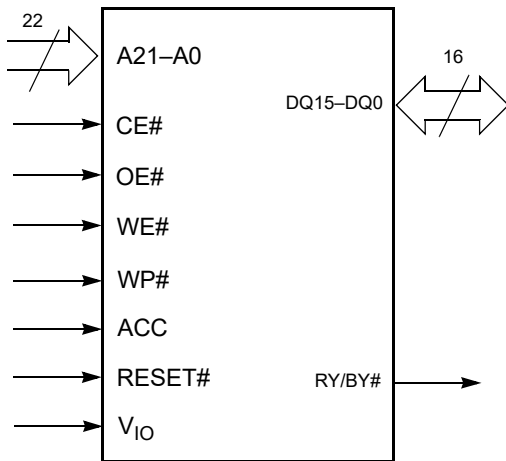 22
A21–A0
16
DQ15–DQ0
CE#
OE#
WE#
WP#
ACC
RESET#
RY/BY#
VIO